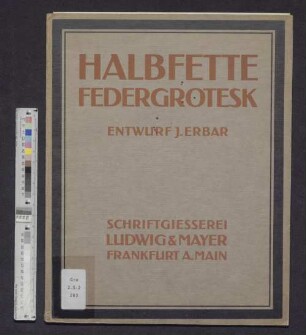 HALBFETTE
FEDERGROTESK
ENTWURF J. ERBAR
SCHRIFTGIESSEREI
LUDWIG & MAYER
FRANKFURT A. MAIN